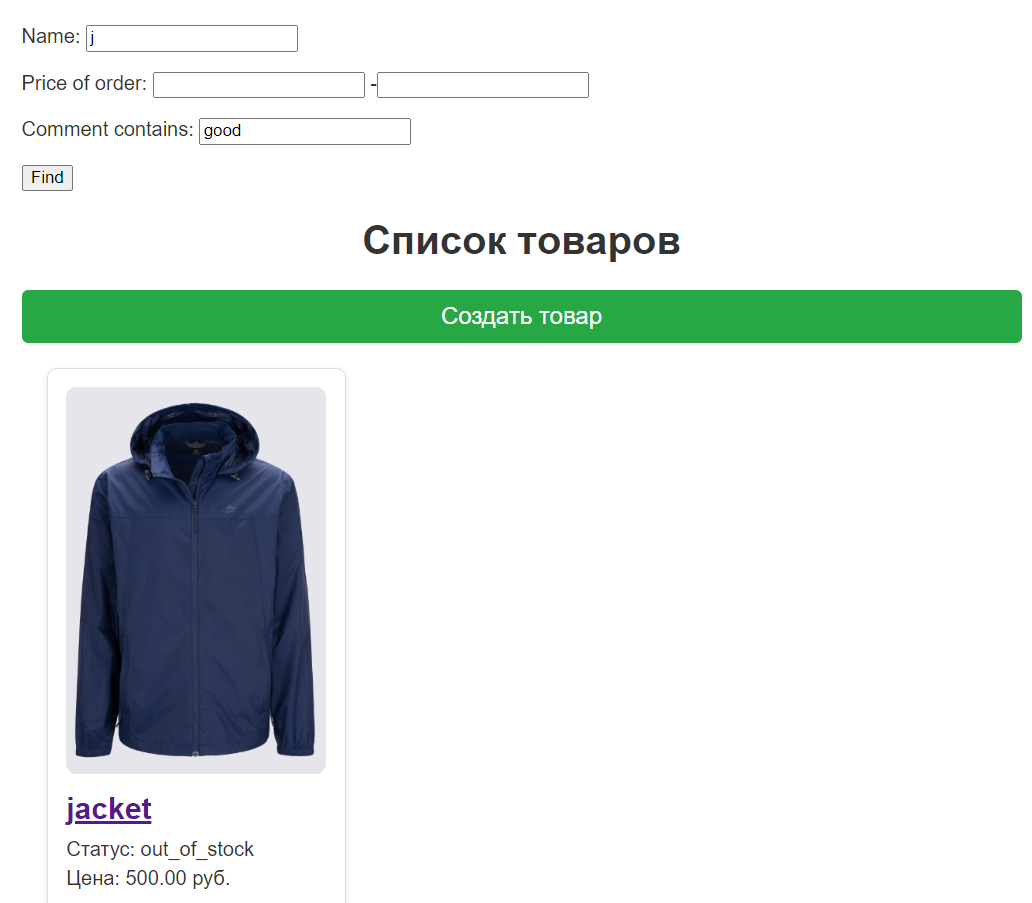 Name: j
Price of order: -
Comment contains: good
Find
Список товаров
Создать товар
jacket
Статус: out_of_stock
Цена: 500.00 руб.